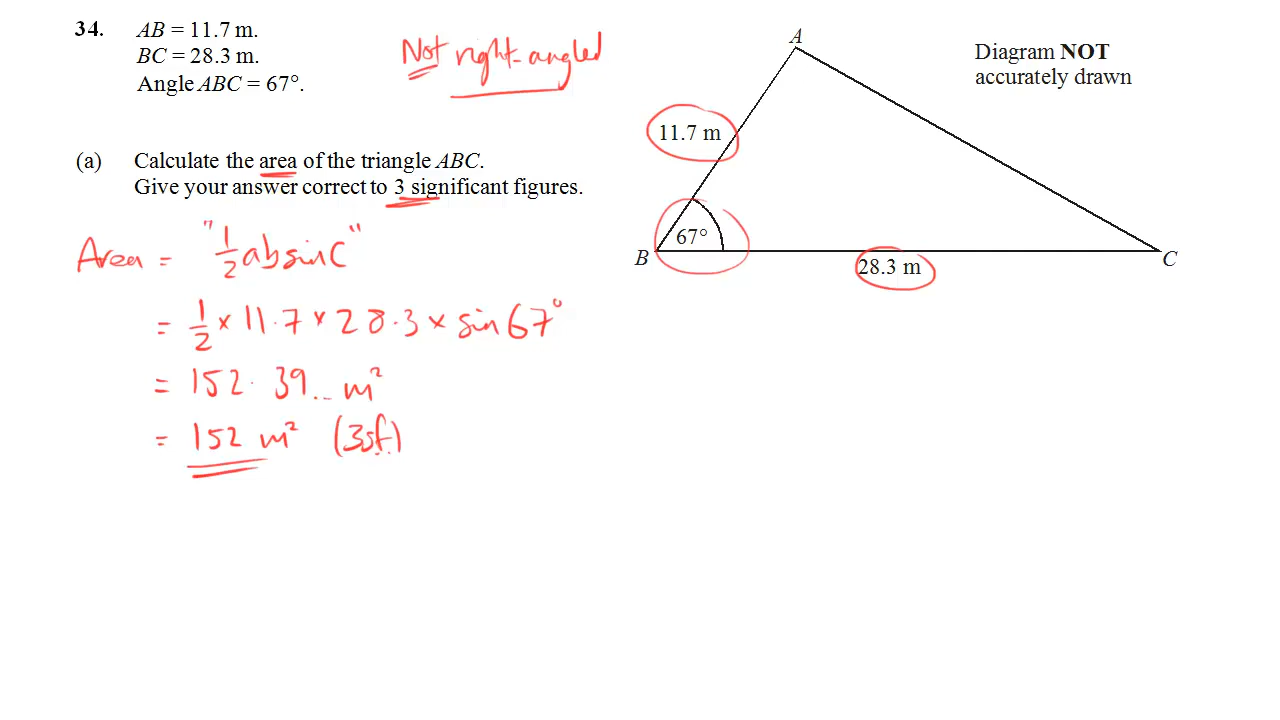 34. AB = 11.7 m.
BC = 28.3 m.
Angle ABC = 67°.
Not right-angled
(a) Calculate the area of the triangle ABC.
Give your answer correct to 3 significant figures.
Area = "½ab sin C"
= ½ × 11.7 × 28.3 × sin 67°
= 152.39... m²
= 152 m² (3sf)
A
Diagram NOT
accurately drawn
11.7 m
67°
B
28.3 m
C